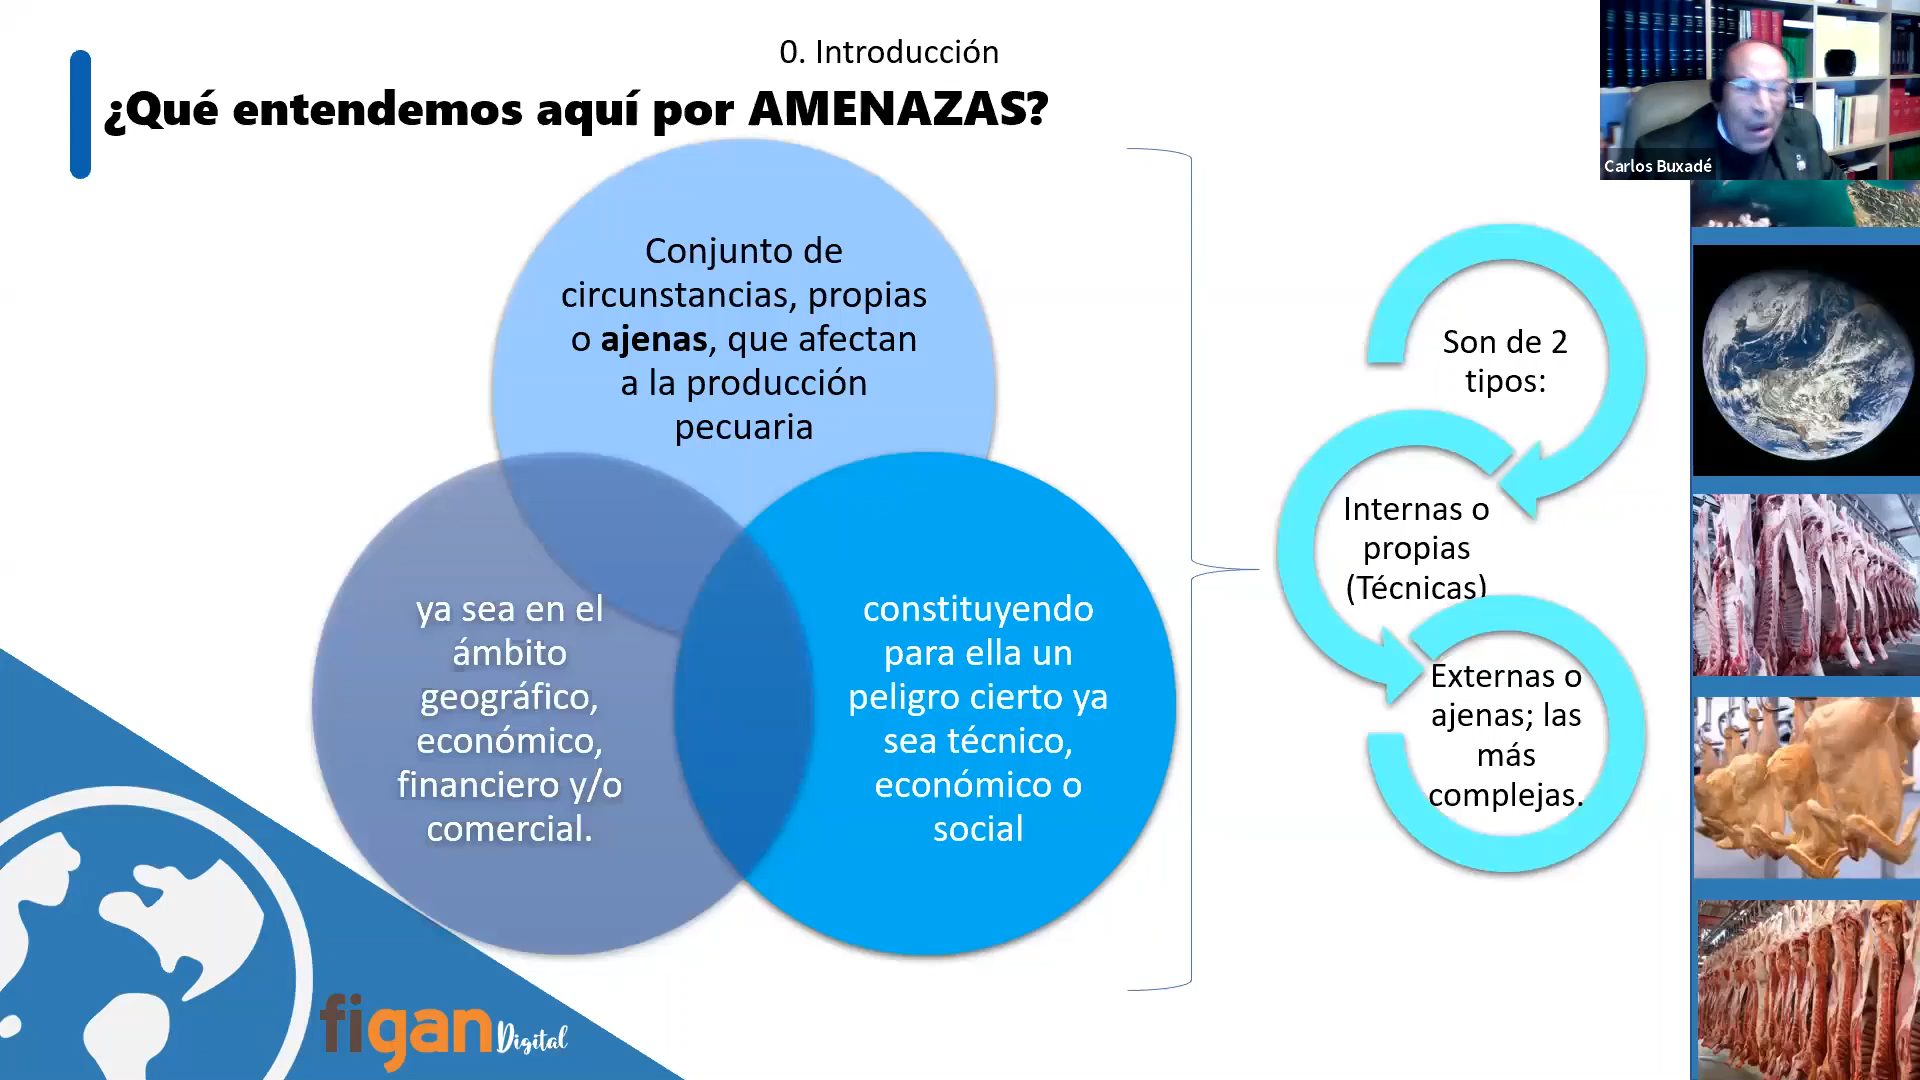 0. Introducción
¿Qué entendemos aquí por AMENAZAS?
Conjunto de
circunstancias, propias
o ajenas, que afectan
a la producción
pecuaria
ya sea en el
ámbito
geográfico,
económico,
financiero y/o
comercial.
constituyendo
para ella un
peligro cierto ya
sea técnico,
económico o
social
Son de 2
tipos:
Internas o
propias
(Técnicas)
Externas o
ajenas; las
más
complejas.
Carlos Buxadé
figan Digital